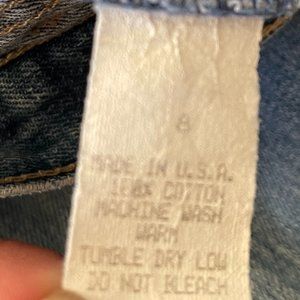 8
MADE IN U.S.A.
100% COTTON
MACHINE WASH
WARM
TUMBLE DRY LOW
DO NOT BLEACH